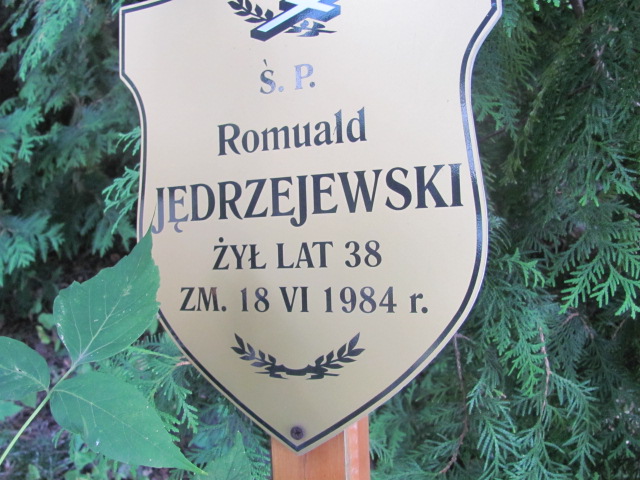 Ś. P.
Romuald
JĘDRZEJEWSKI
ŻYŁ LAT 38
ZM. 18 VI 1984 r.